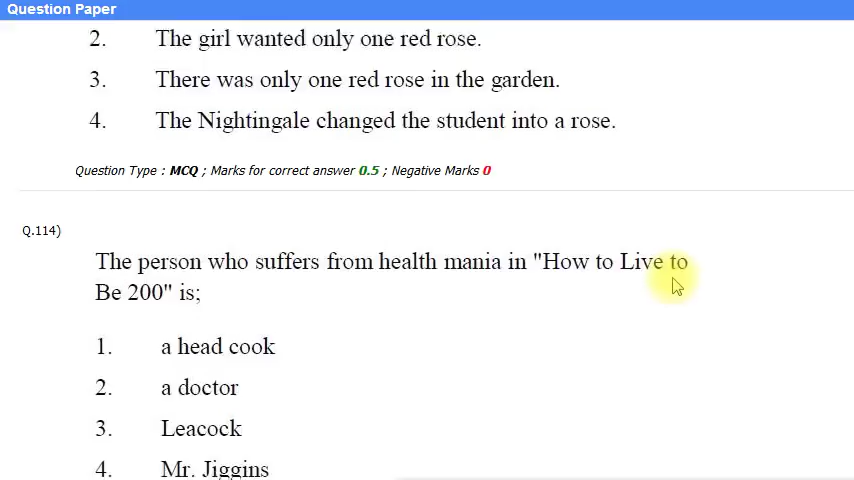 Question Paper
2. The girl wanted only one red rose.
3. There was only one red rose in the garden.
4. The Nightingale changed the student into a rose.
Question Type : MCQ ; Marks for correct answer 0.5 ; Negative Marks 0
Q.114)
The person who suffers from health mania in "How to Live to
Be 200" is;
1. a head cook
2. a doctor
3. Leacock
4. Mr. Jiggins